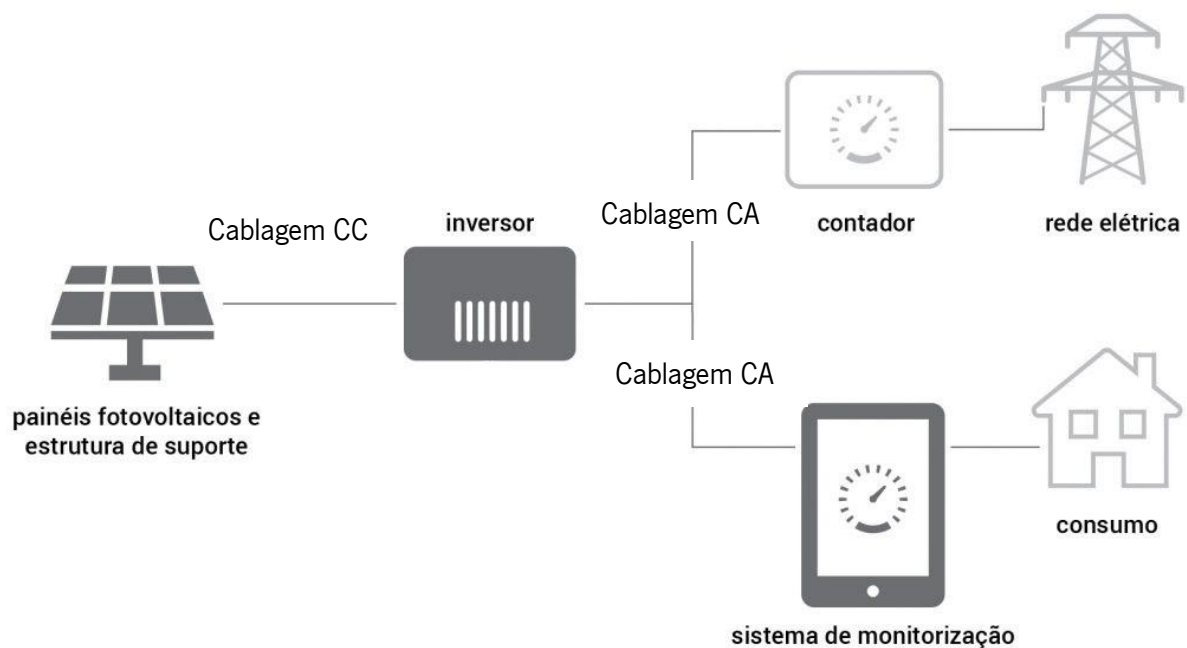 Cablagem CC
inversor
Cablagem CA
contador
rede elétrica
Cablagem CA
painéis fotovoltaicos e
estrutura de suporte
consumo
sistema de monitorização